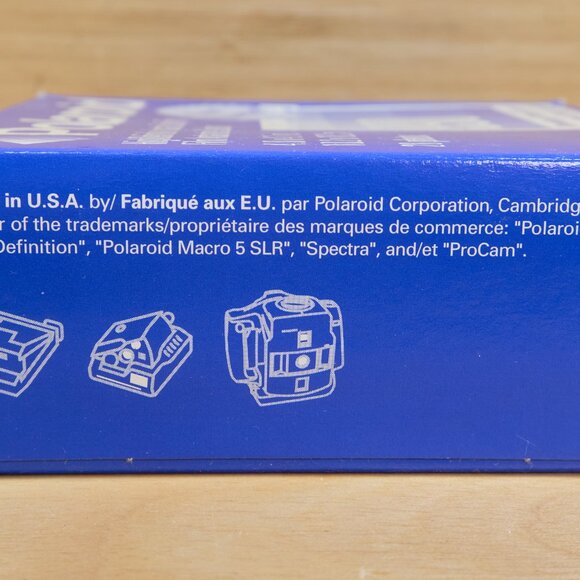 Polaroid
in U.S.A. by/ Fabriqué aux E.U. par Polaroid Corporation, Cambridg
r of the trademarks/propriétaire des marques de commerce: "Polaroi
Definition", "Polaroid Macro 5 SLR", "Spectra", and/et "ProCam".